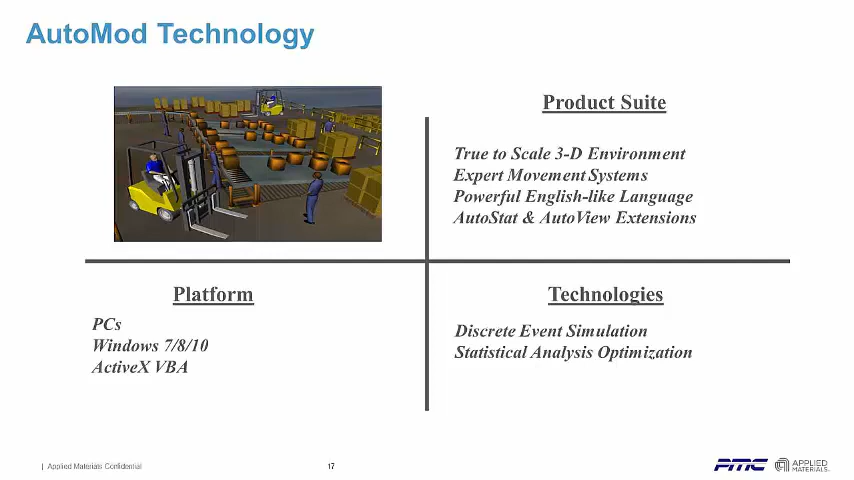 AutoMod Technology
Product Suite
True to Scale 3-D Environment
Expert Movement Systems
Powerful English-like Language
AutoStat & AutoView Extensions
Platform
PCs
Windows 7/8/10
ActiveX VBA
Technologies
Discrete Event Simulation
Statistical Analysis Optimization
| Applied Materials Confidential
17
PMC
APPLIED
MATERIALS